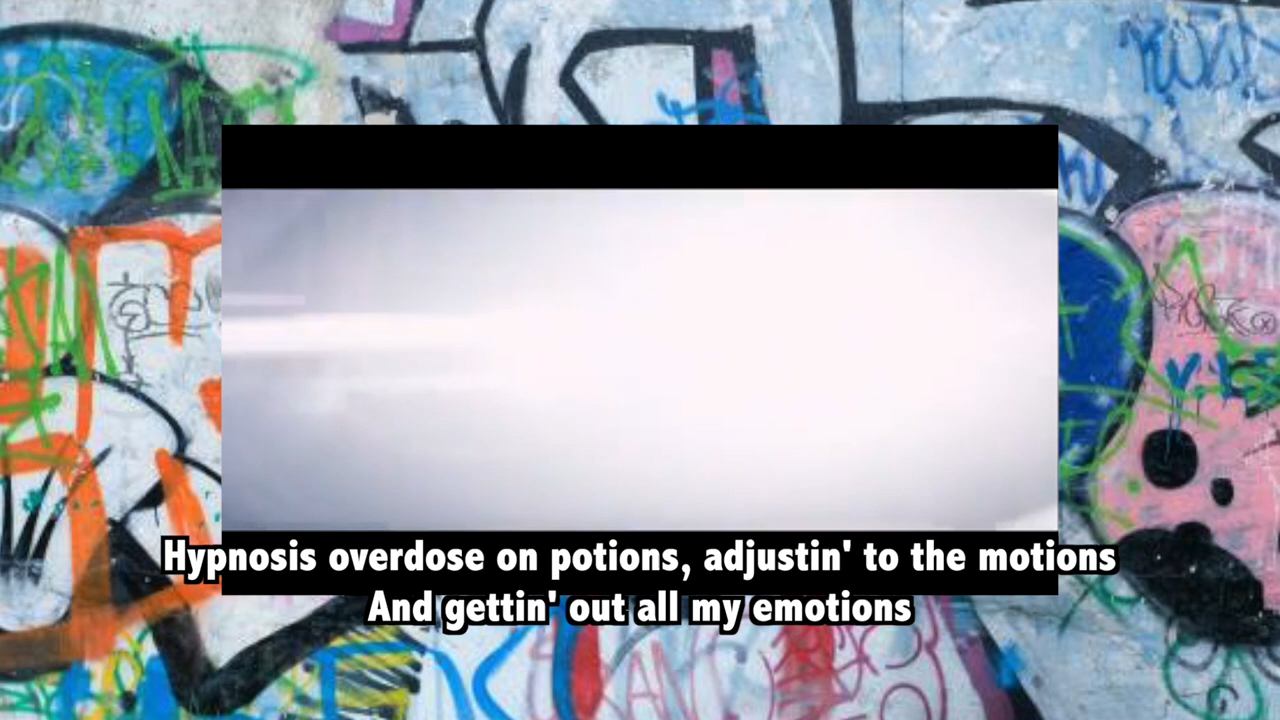 Hypnosis overdose on potions, adjustin' to the motions
And gettin' out all my emotions